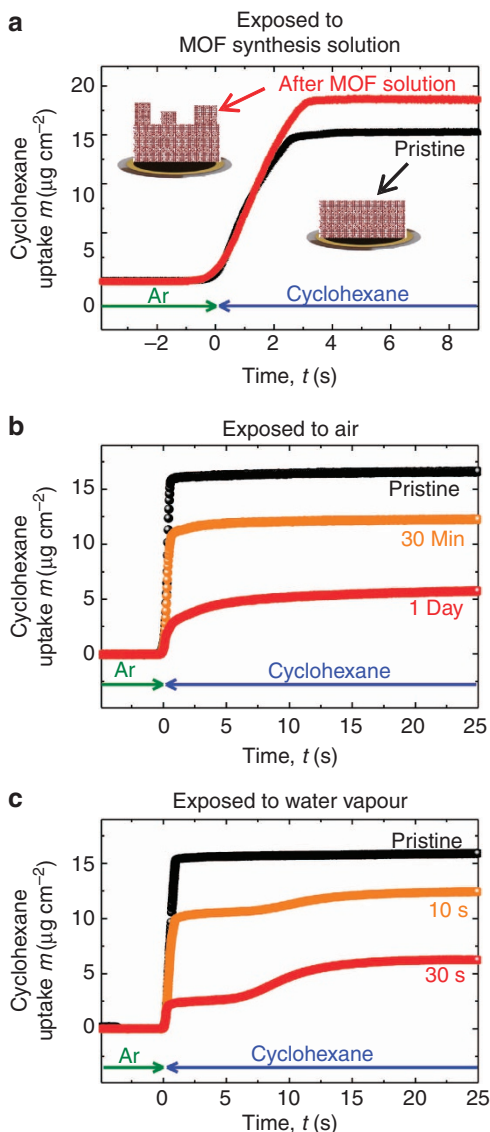 a
Exposed to
MOF synthesis solution
Cyclohexane
uptake m (μg cm−2)
20
15
10
5
0
After MOF solution
Pristine
Ar
Cyclohexane
−2
0
2
4
6
8
Time, t (s)
b
Exposed to air
Cyclohexane
uptake m (μg cm−2)
15
10
5
0
Pristine
30 Min
1 Day
Ar
Cyclohexane
0
5
10
15
20
25
Time, t (s)
c
Exposed to water vapour
Cyclohexane
uptake m (μg cm−2)
15
10
5
0
Pristine
10 s
30 s
Ar
Cyclohexane
0
5
10
15
20
25
Time, t (s)